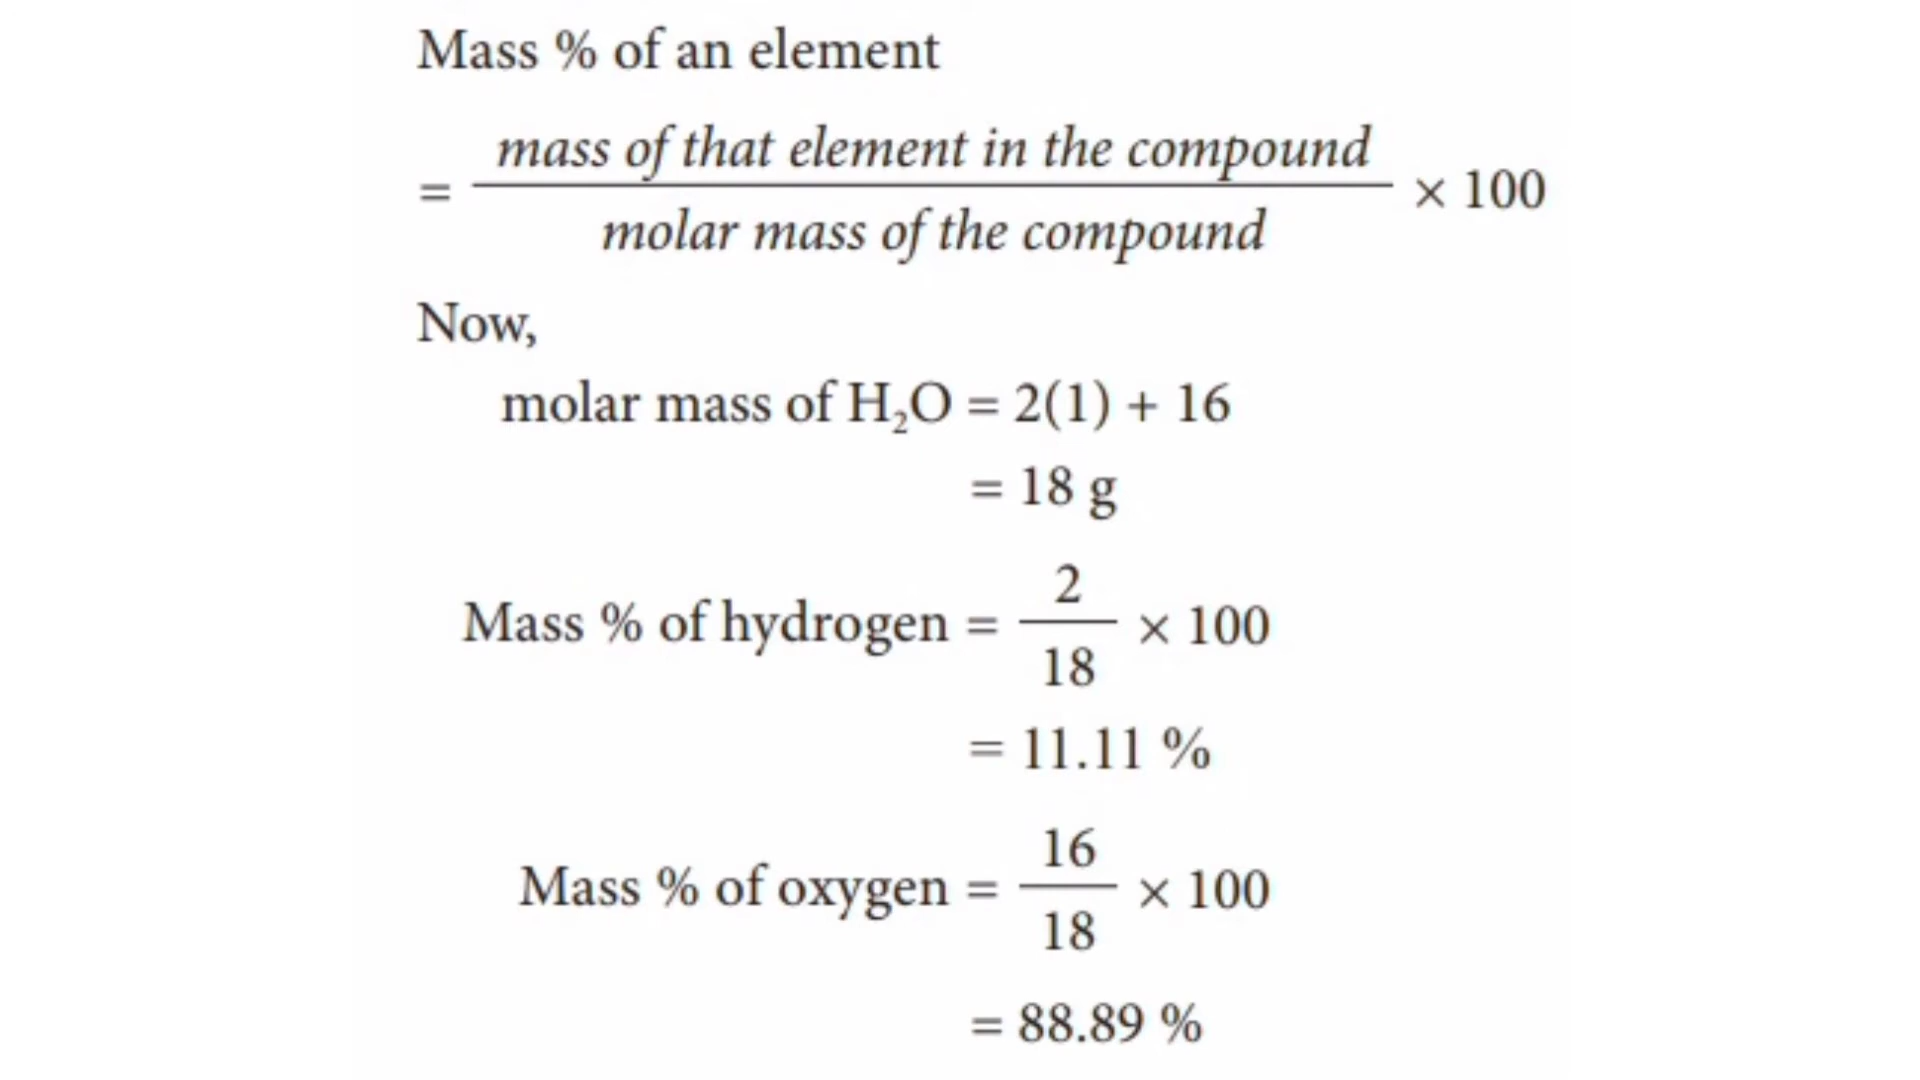 Mass % of an element
= mass of that element in the compound / molar mass of the compound × 100
Now,
molar mass of H₂O = 2(1) + 16
= 18 g
Mass % of hydrogen = 2/18 × 100
= 11.11 %
Mass % of oxygen = 16/18 × 100
= 88.89 %